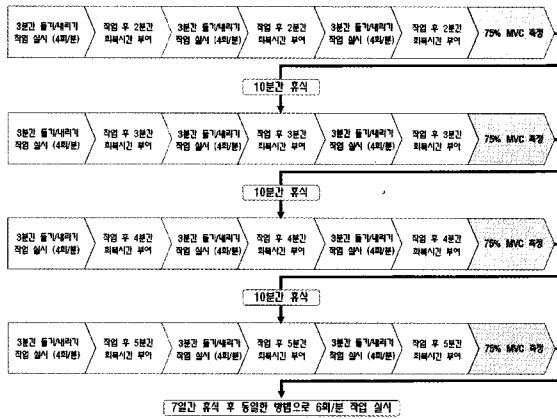 3분간 들기/내리기
작업 실시 (4회/분)
작업 후 2분간
회복시간 부여
3분간 들기/내리기
작업 실시 (4회/분)
작업 후 2분간
회복시간 부여
3분간 들기/내리기
작업 실시 (4회/분)
작업 후 2분간
회복시간 부여
75% MVC 측정
10분간 휴식
3분간 들기/내리기
작업 실시 (4회/분)
작업 후 3분간
회복시간 부여
3분간 들기/내리기
작업 실시 (4회/분)
작업 후 3분간
회복시간 부여
3분간 들기/내리기
작업 실시 (4회/분)
작업 후 3분간
회복시간 부여
75% MVC 측정
10분간 휴식
3분간 들기/내리기
작업 실시 (4회/분)
작업 후 4분간
회복시간 부여
3분간 들기/내리기
작업 실시 (4회/분)
작업 후 4분간
회복시간 부여
3분간 들기/내리기
작업 실시 (4회/분)
작업 후 4분간
회복시간 부여
75% MVC 측정
10분간 휴식
3분간 들기/내리기
작업 실시 (4회/분)
작업 후 5분간
회복시간 부여
3분간 들기/내리기
작업 실시 (4회/분)
작업 후 5분간
회복시간 부여
3분간 들기/내리기
작업 실시 (4회/분)
작업 후 5분간
회복시간 부여
75% MVC 측정
7일간 휴식 후 동일한 방법으로 6회/분 작업 실시